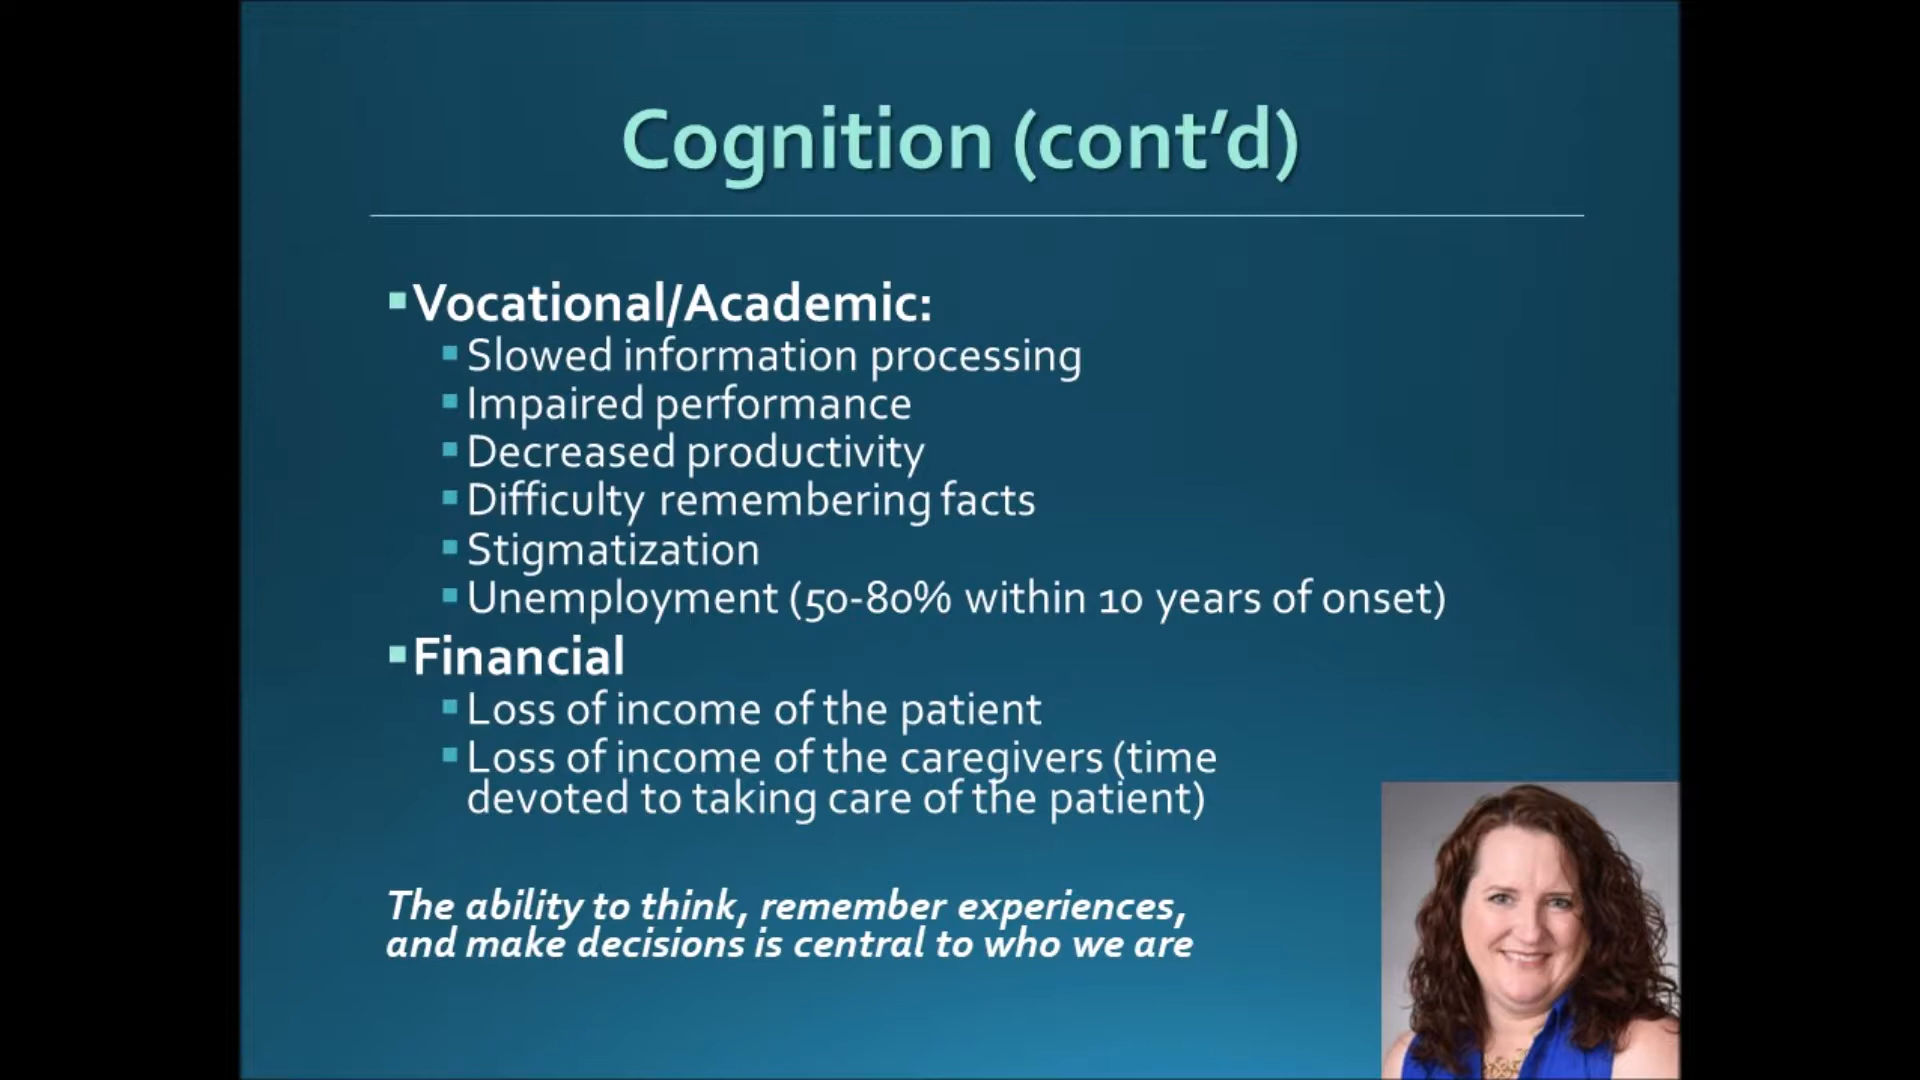 Cognition (cont’d)
Vocational/Academic:
Slowed information processing
Impaired performance
Decreased productivity
Difficulty remembering facts
Stigmatization
Unemployment (50-80% within 10 years of onset)
Financial
Loss of income of the patient
Loss of income of the caregivers (time
devoted to taking care of the patient)
The ability to think, remember experiences,
and make decisions is central to who we are